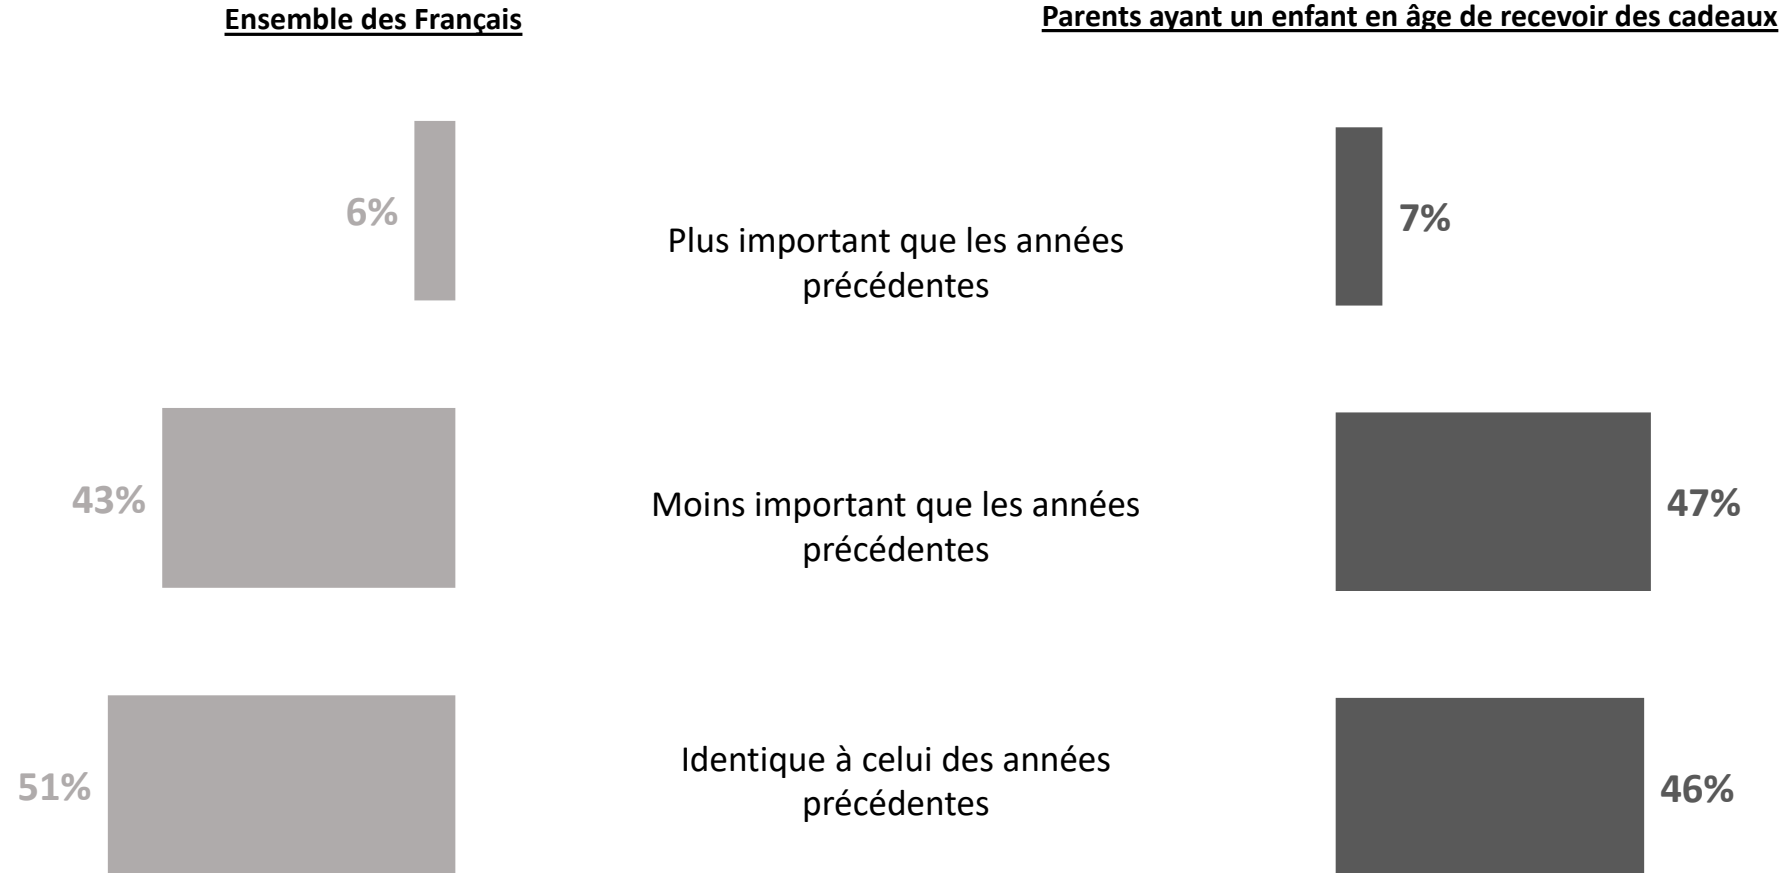 Ensemble des Français
Parents ayant un enfant en âge de recevoir des cadeaux
6%
Plus important que les années
précédentes
7%
43%
Moins important que les années
précédentes
47%
51%
Identique à celui des années
précédentes
46%